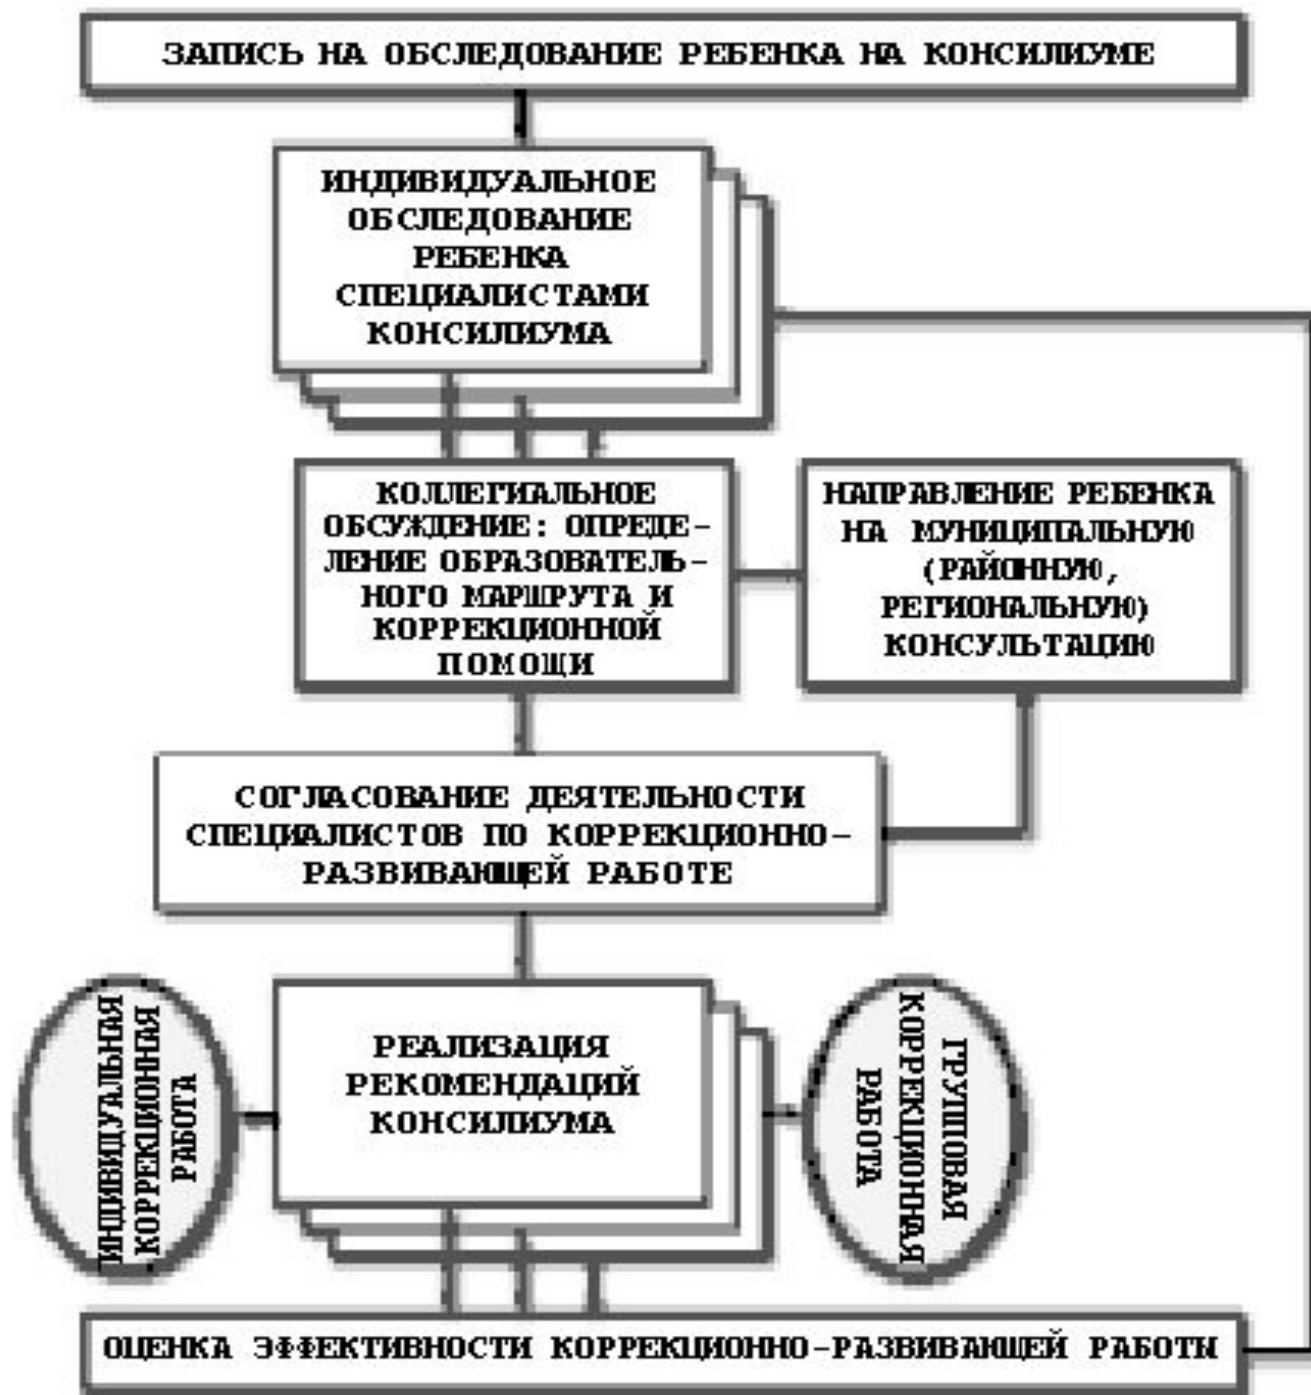 ЗАПИСЬ НА ОБСЛЕДОВАНИЕ РЕБЕНКА НА КОНСИЛИУМЕ
ИНДИВИДУАЛЬНОЕ
ОБСЛЕДОВАНИЕ
РЕБЕНКА
СПЕЦИАЛИСТАМИ
КОНСИЛИУМА
КОЛЛЕГИАЛЬНОЕ
ОБСУЖДЕНИЕ: ОПРЕДЕ-
ЛЕНИЕ ОБРАЗОВАТЕЛЬ-
НОГО МАРШРУТА И
КОРРЕКЦИОННОЙ
ПОМОЩИ
НАПРАВЛЕНИЕ РЕБЕНКА
НА МУНИЦИПАЛЬНУЮ
(РАЙОННУЮ,
РЕГИОНАЛЬНУЮ)
КОНСУЛЬТАЦИЮ
СОГЛАСОВАНИЕ ДЕЯТЕЛЬНОСТИ
СПЕЦИАЛИСТОВ ПО КОРРЕКЦИОННО-
РАЗВИВАЮЩЕЙ РАБОТЕ
ИНДИВИДУАЛЬНАЯ
КОРРЕКЦИОННАЯ
РАБОТА
РЕАЛИЗАЦИЯ
РЕКОМЕНДАЦИЙ
КОНСИЛИУМА
ГРУППОВАЯ
КОРРЕКЦИОННАЯ
РАБОТА
ОЦЕНКА ЭФФЕКТИВНОСТИ КОРРЕКЦИОННО-РАЗВИВАЮЩЕЙ РАБОТЫ